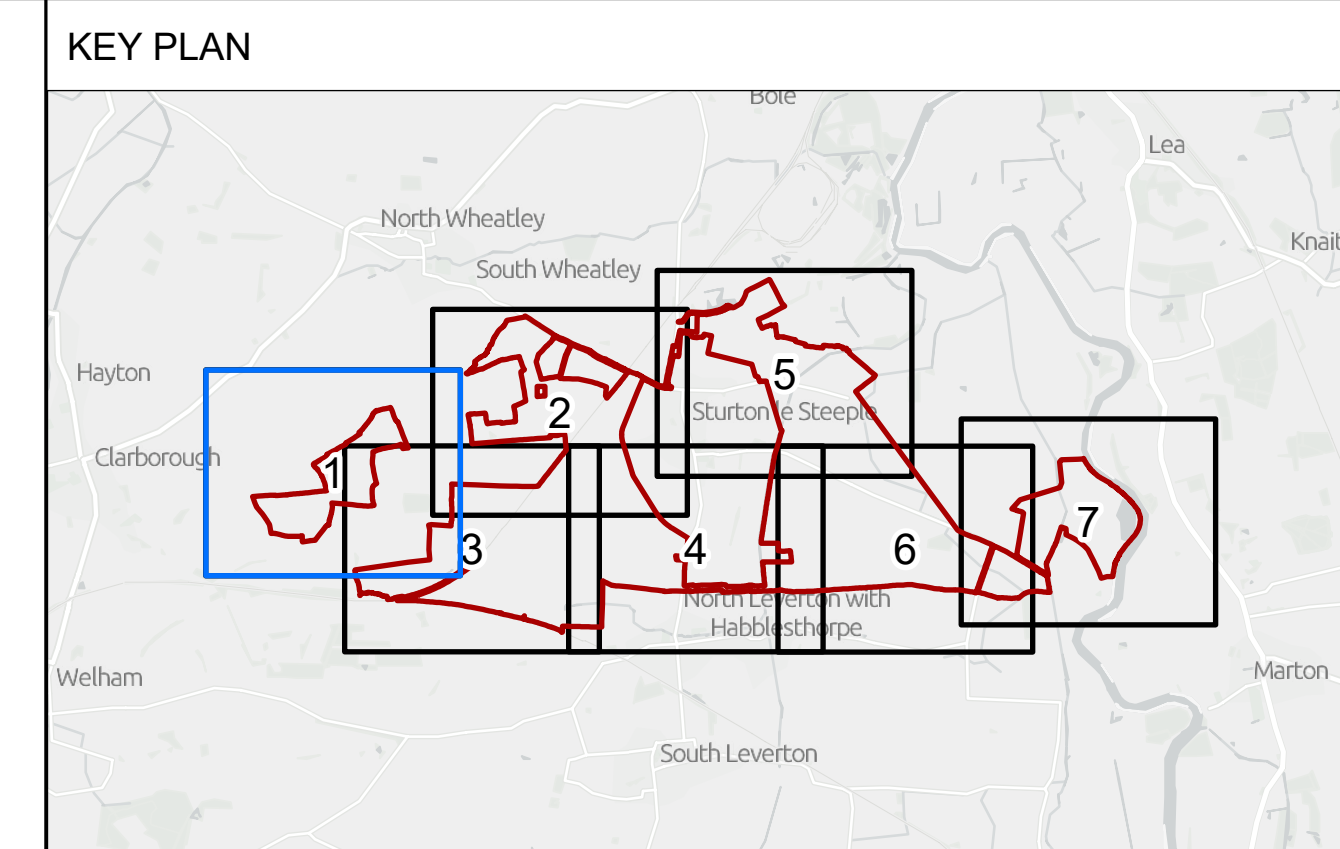 KEY PLAN
Bole
Lea
North Wheatley
Knait
South Wheatley
Hayton
5
Sturton le Steeple
2
Clarborough
1
7
3
4
6
North Leverton with
Habblesthorpe
Marton
Welham
South Leverton